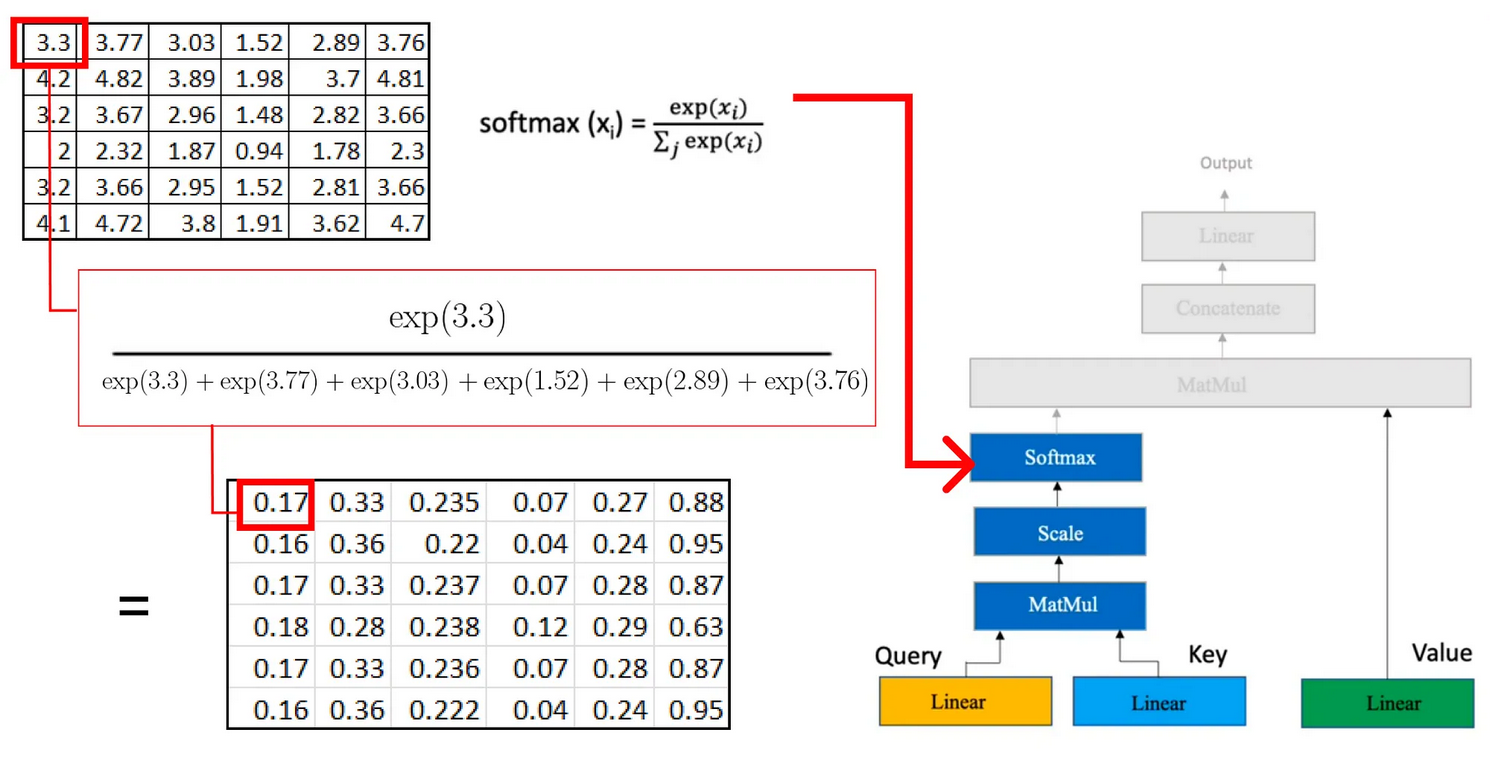 3.3 3.77 3.03 1.52 2.89 3.76
4.2 4.82 3.89 1.98 3.7 4.81
3.2 3.67 2.96 1.48 2.82 3.66
2 2.32 1.87 0.94 1.78 2.3
3.2 3.66 2.95 1.52 2.81 3.66
4.1 4.72 3.8 1.91 3.62 4.7
softmax (xᵢ) = exp(xᵢ) / ∑ⱼ exp(xᵢ)
exp(3.3)
exp(3.3) + exp(3.77) + exp(3.03) + exp(1.52) + exp(2.89) + exp(3.76)
=
0.17 0.33 0.235 0.07 0.27 0.88
0.16 0.36 0.22 0.04 0.24 0.95
0.17 0.33 0.237 0.07 0.28 0.87
0.18 0.28 0.238 0.12 0.29 0.63
0.17 0.33 0.236 0.07 0.28 0.87
0.16 0.36 0.222 0.04 0.24 0.95
Output
Linear
Concatenate
MatMul
Softmax
Scale
MatMul
Query Key Value
Linear Linear Linear